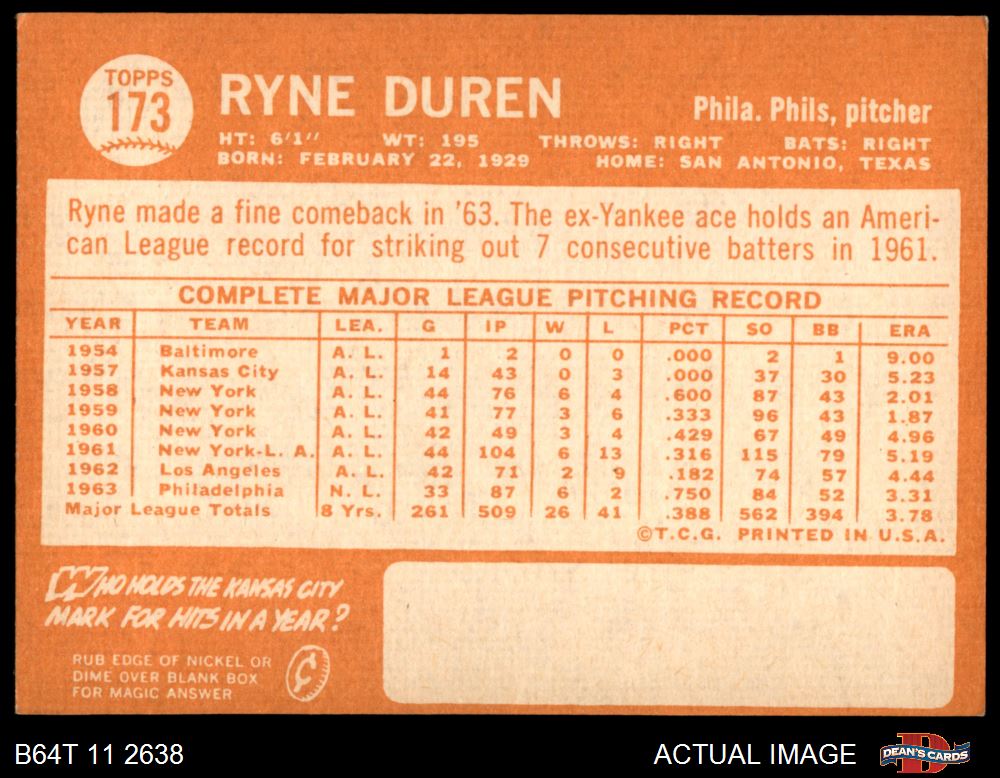 TOPPS
173
RYNE DUREN
Phila. Phils, pitcher
HT: 6'1" WT: 195 THROWS: RIGHT BATS: RIGHT
BORN: FEBRUARY 22, 1929 HOME: SAN ANTONIO, TEXAS
Ryne made a fine comeback in '63. The ex-Yankee ace holds an Ameri-
can League record for striking out 7 consecutive batters in 1961.
COMPLETE MAJOR LEAGUE PITCHING RECORD
YEAR TEAM LEA. G IP W L PCT SO BB ERA
1954 Baltimore A. L. 1 2 0 0 .000 2 1 9.00
1957 Kansas City A. L. 14 43 0 3 .000 37 30 5.23
1958 New York A. L. 44 76 6 4 .600 87 43 2.01
1959 New York A. L. 41 77 3 6 .333 96 43 1.87
1960 New York A. L. 42 49 3 4 .429 67 49 4.96
1961 New York-L. A. A. L. 44 104 6 13 .316 115 79 5.19
1962 Los Angeles A. L. 42 71 2 9 .182 74 57 4.44
1963 Philadelphia N. L. 33 87 6 2 .750 84 52 3.31
Major League Totals 8 Yrs. 261 509 26 41 .388 562 394 3.78
©T.C.G. PRINTED IN U.S.A.
WHO HOLDS THE KANSAS CITY
MARK FOR HITS IN A YEAR?
RUB EDGE OF NICKEL OR
DIME OVER BLANK BOX
FOR MAGIC ANSWER
B64T 11 2638
ACTUAL IMAGE
DEAN'S CARDS